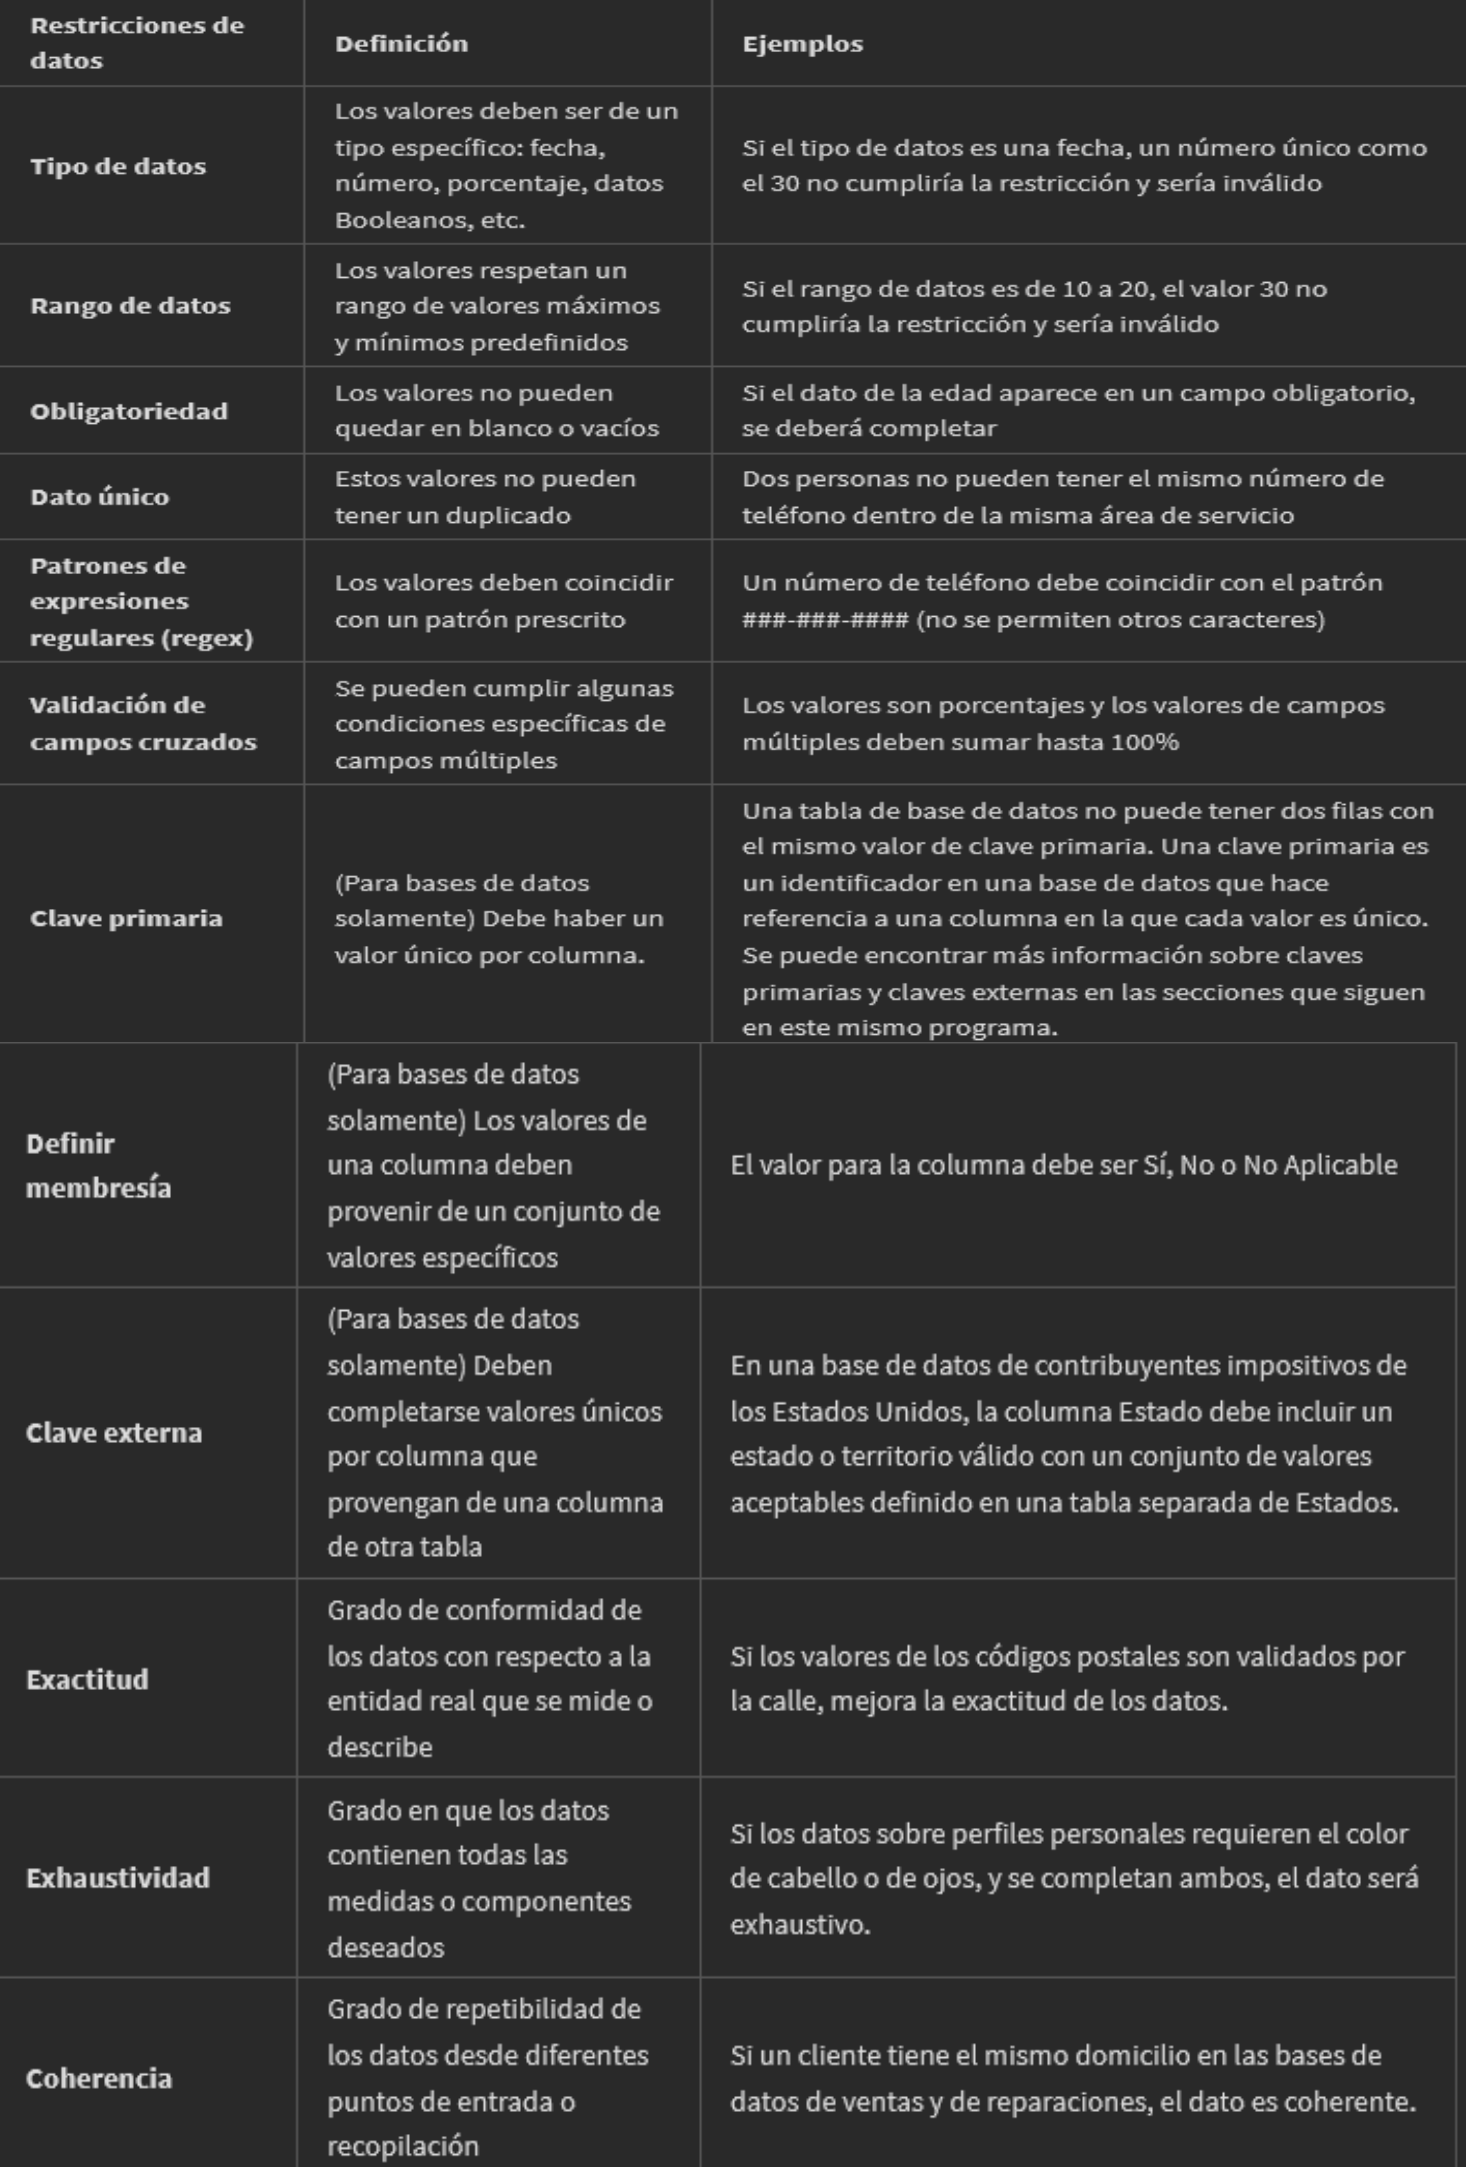 Restricciones de
datos
Definición
Ejemplos
Tipo de datos
Los valores deben ser de un
tipo específico: fecha,
número, porcentaje, datos
Booleanos, etc.
Si el tipo de datos es una fecha, un número único como
el 30 no cumpliría la restricción y sería inválido
Rango de datos
Los valores respetan un
rango de valores máximos
y mínimos predefinidos
Si el rango de datos es de 10 a 20, el valor 30 no
cumpliría la restricción y sería inválido
Obligatoriedad
Los valores no pueden
quedar en blanco o vacíos
Si el dato de la edad aparece en un campo obligatorio,
se deberá completar
Dato único
Estos valores no pueden
tener un duplicado
Dos personas no pueden tener el mismo número de
teléfono dentro de la misma área de servicio
Patrones de
expresiones
regulares (regex)
Los valores deben coincidir
con un patrón prescrito
Un número de teléfono debe coincidir con el patrón
###-###-#### (no se permiten otros caracteres)
Validación de
campos cruzados
Se pueden cumplir algunas
condiciones específicas de
campos múltiples
Los valores son porcentajes y los valores de campos
múltiples deben sumar hasta 100%
Clave primaria
(Para bases de datos
solamente) Debe haber un
valor único por columna.
Una tabla de base de datos no puede tener dos filas con
el mismo valor de clave primaria. Una clave primaria es
un identificador en una base de datos que hace
referencia a una columna en la que cada valor es único.
Se puede encontrar más información sobre claves
primarias y claves externas en las secciones que siguen
en este mismo programa.
Definir
membresía
(Para bases de datos
solamente) Los valores de
una columna deben
provenir de un conjunto de
valores específicos
El valor para la columna debe ser Sí, No o No Aplicable
Clave externa
(Para bases de datos
solamente) Deben
completarse valores únicos
por columna que
provengan de una columna
de otra tabla
En una base de datos de contribuyentes impositivos de
los Estados Unidos, la columna Estado debe incluir un
estado o territorio válido con un conjunto de valores
aceptables definido en una tabla separada de Estados.
Exactitud
Grado de conformidad de
los datos con respecto a la
entidad real que se mide o
describe
Si los valores de los códigos postales son validados por
la calle, mejora la exactitud de los datos.
Exhaustividad
Grado en que los datos
contienen todas las
medidas o componentes
deseados
Si los datos sobre perfiles personales requieren el color
de cabello o de ojos, y se completan ambos, el dato será
exhaustivo.
Coherencia
Grado de repetibilidad de
los datos desde diferentes
puntos de entrada o
recopilación
Si un cliente tiene el mismo domicilio en las bases de
datos de ventas y de reparaciones, el dato es coherente.